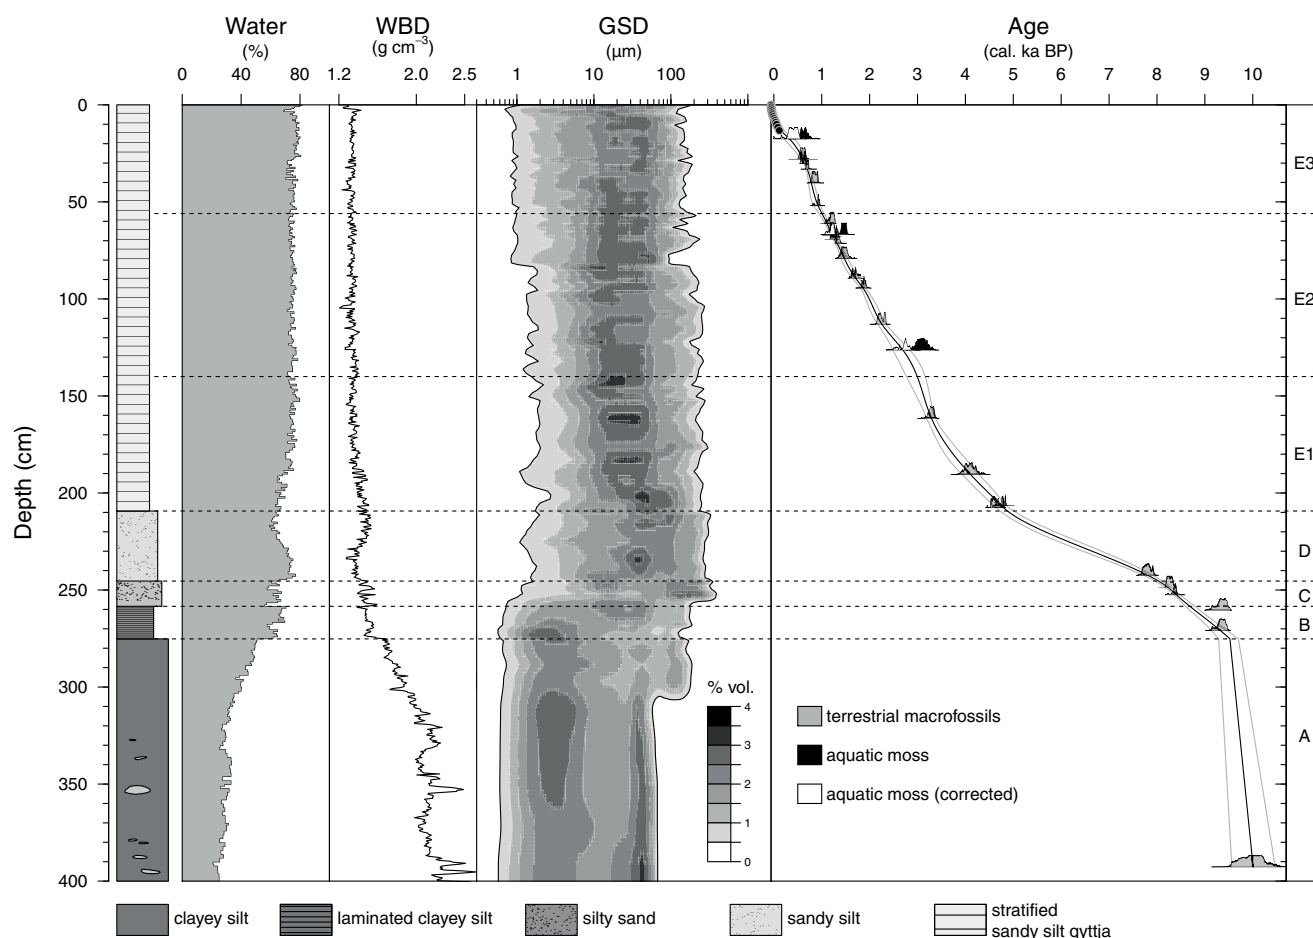 Water
(%)
WBD
(g cm⁻³)
GSD
(µm)
Age
(cal. ka BP)
0 40 80
1.2 2.0 2.5
1 10 100
0 1 2 3 4 5 6 7 8 9 10
Depth (cm)
0
50
100
150
200
250
300
350
400
E3
E2
E1
D
C
B
A
% vol.
4
3
2
1
0
terrestrial macrofossils
aquatic moss
aquatic moss (corrected)
clayey silt
laminated clayey silt
silty sand
sandy silt
stratified
sandy silt gyttja